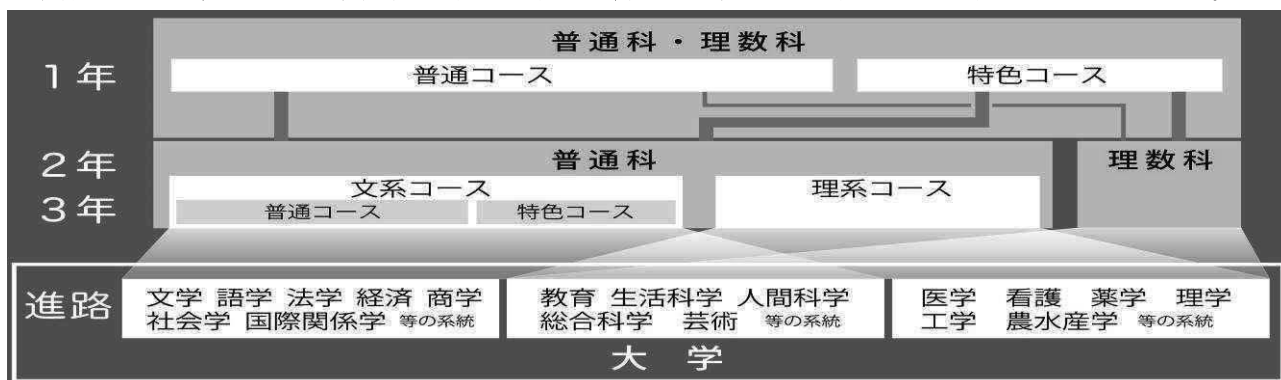 普通科・理数科
1年
普通コース
特色コース
2年
3年
普通科
理数科
文系コース
理系コース
普通コース
特色コース
進路
文学 語学 法学 経済 商学
社会学 国際関係学 等の系統
教育 生活科学 人間科学
総合科学 芸術 等の系統
医学 看護 薬学 理学
工学 農水産学 等の系統
大学